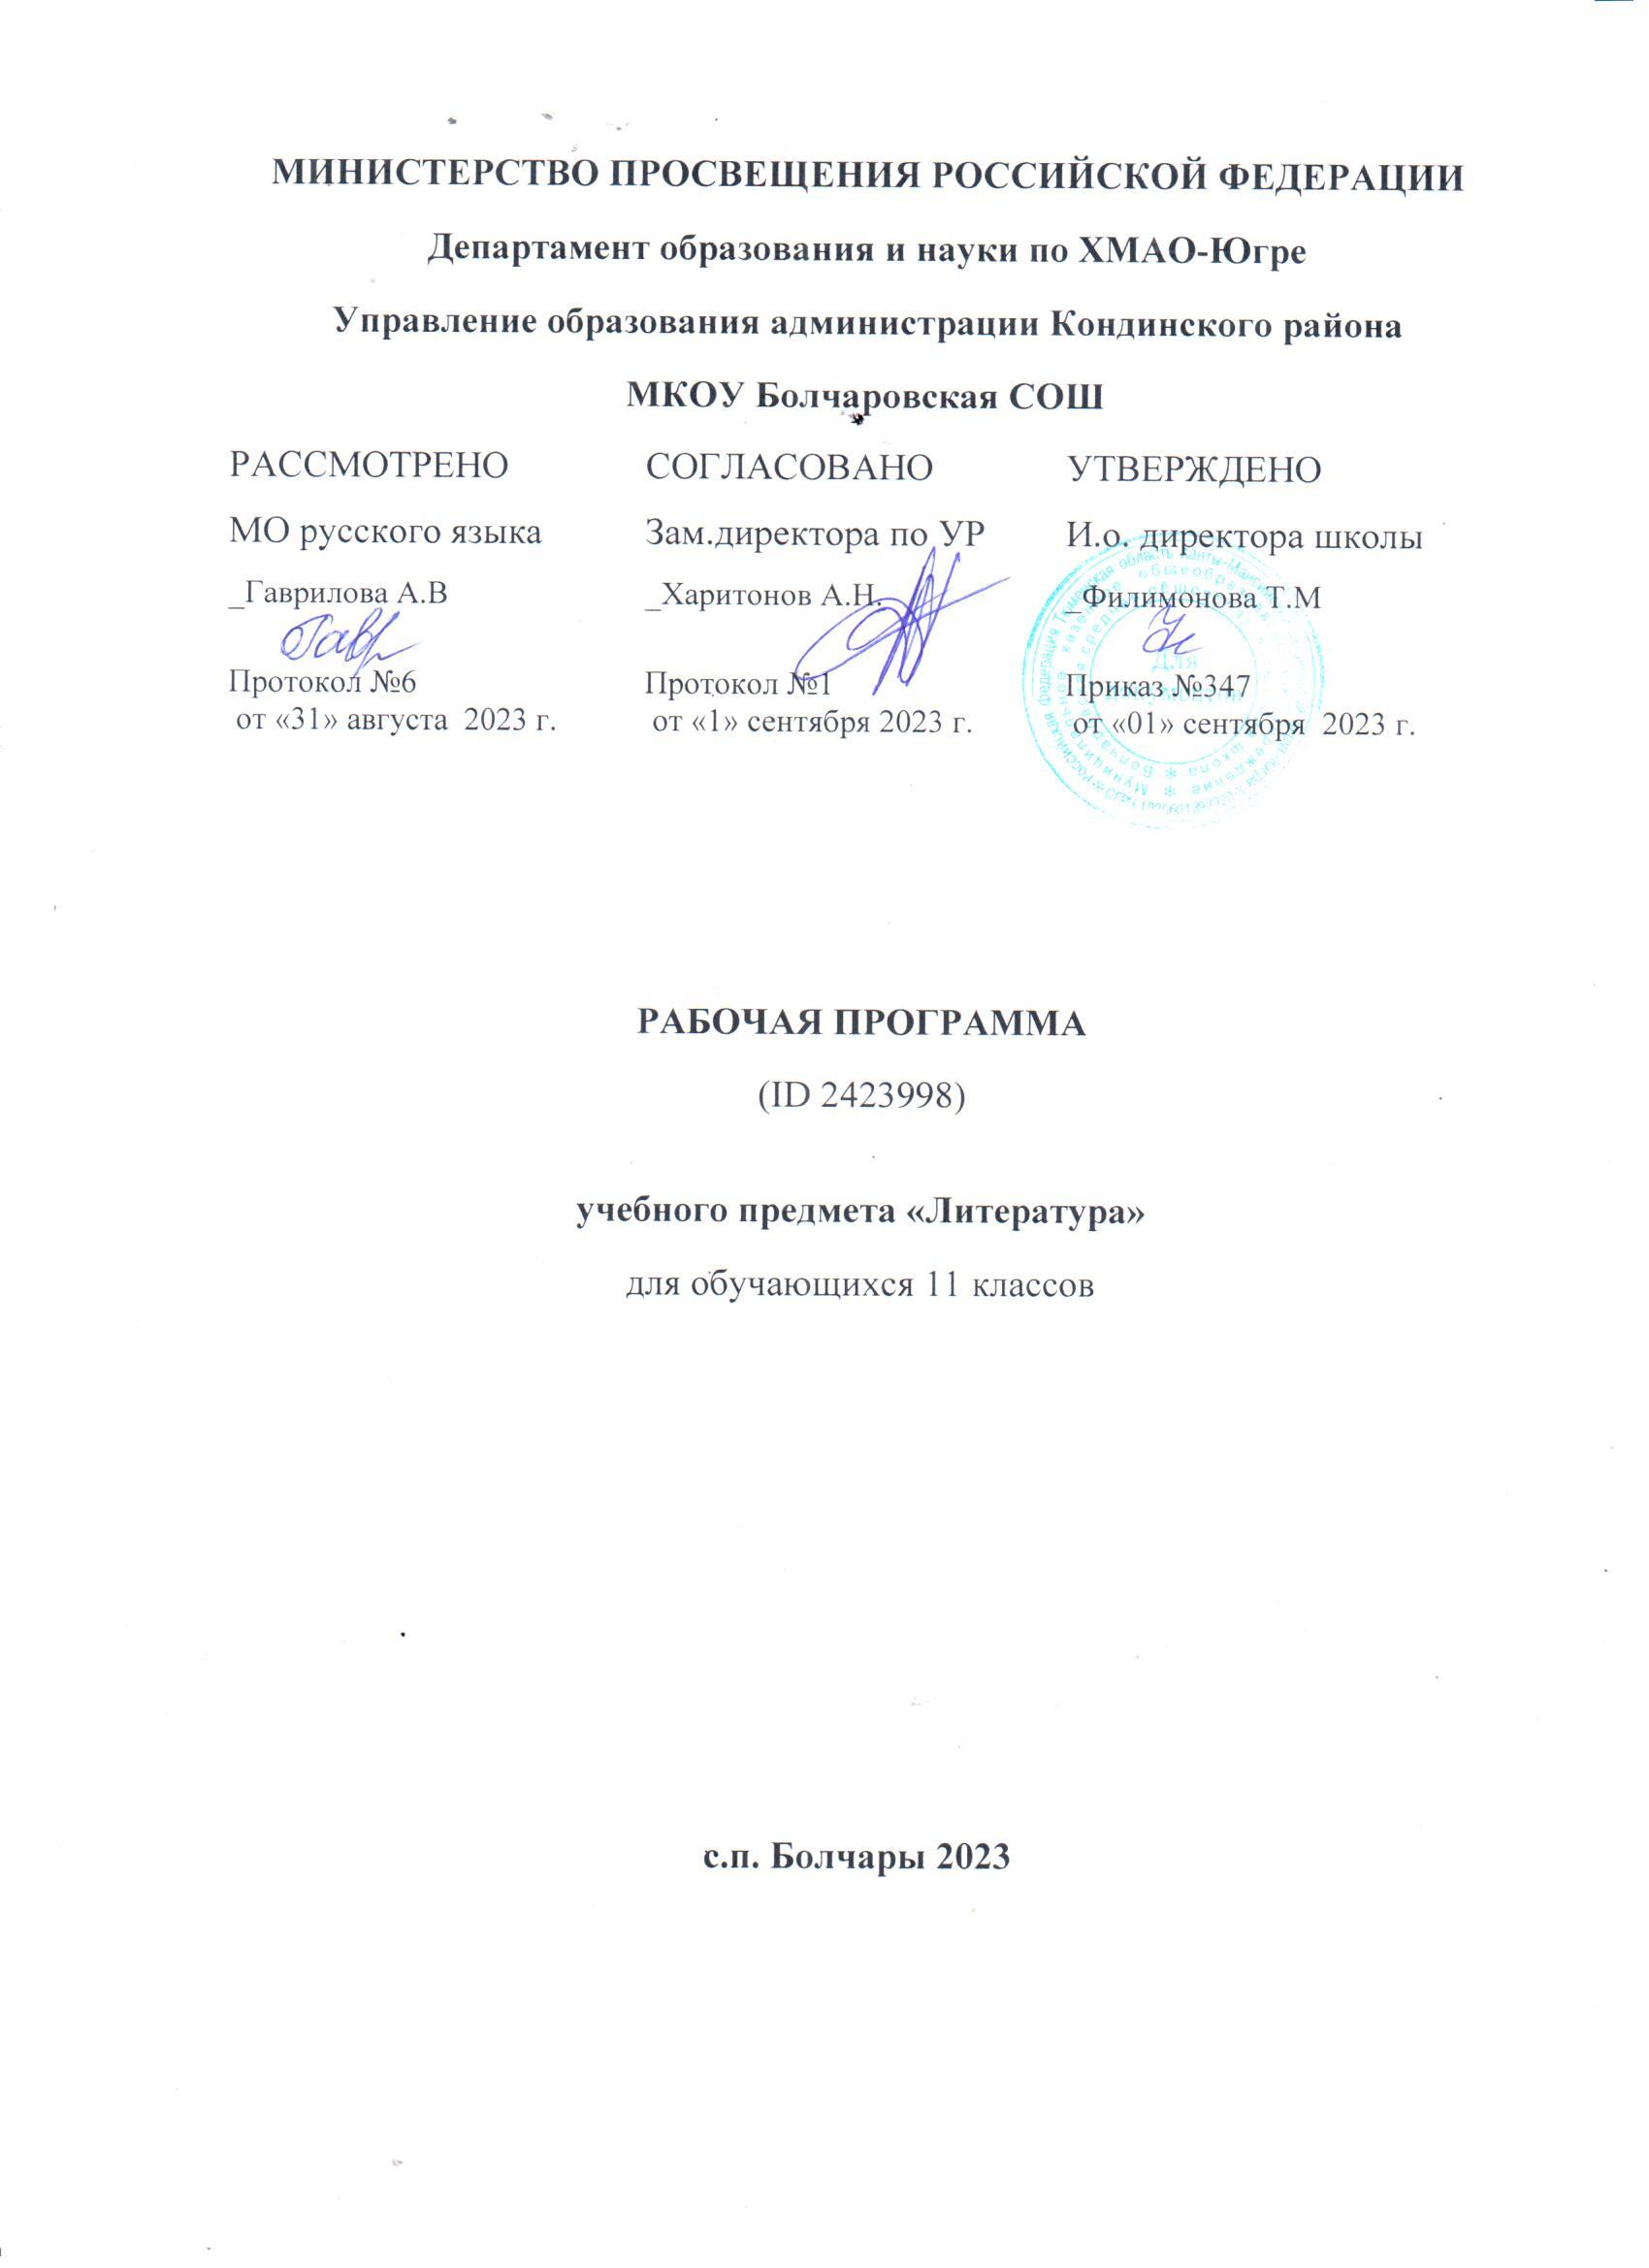 МИНИСТЕРСТВО ПРОСВЕЩЕНИЯ РОССИЙСКОЙ ФЕДЕРАЦИИ
Департамент образования и науки по ХМАО-Югре
Управление образования администрации Кондинского района
МКОУ Болчаровская СОШ
РАССМОТРЕНО СОГЛАСОВАНО УТВЕРЖДЕНО
МО русского языка Зам.директора по УР И.о. директора школы
_Гаврилова А.В _Харитонов А.Н. _Филимонова Т.М
Гавр
Для
Протокол №6 Протокол №1 Приказ №347
от «31» августа 2023 г. от «1» сентября 2023 г. от «01» сентября 2023 г.
РАБОЧАЯ ПРОГРАММА
(ID 2423998)
учебного предмета «Литература»
для обучающихся 11 классов
с.п. Болчары 2023